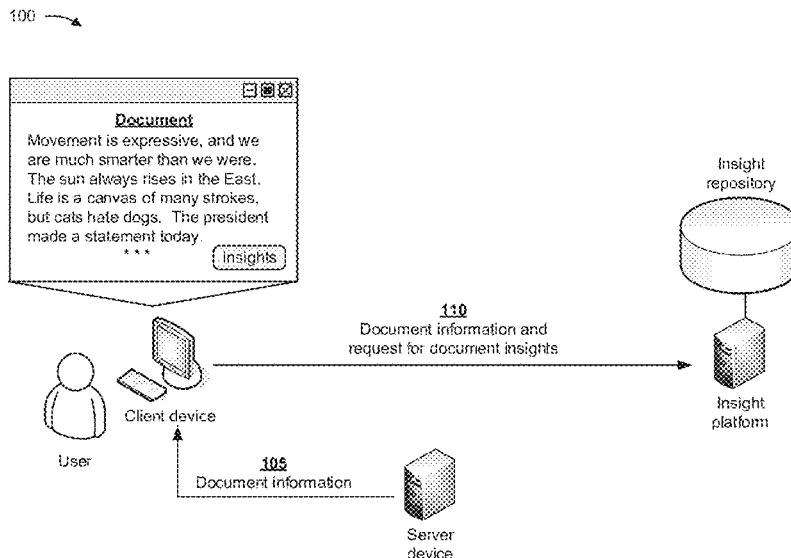 100
Document
Movement is expressive, and we
are much smarter than we were.
The sun always rises in the East.
Life is a canvas of many strokes,
but cats hate dogs. The president
made a statement today.
* * *
insights
Insight
repository
110
Document information and
request for document insights
Insight
platform
Client device
User
105
Document information
Server
device